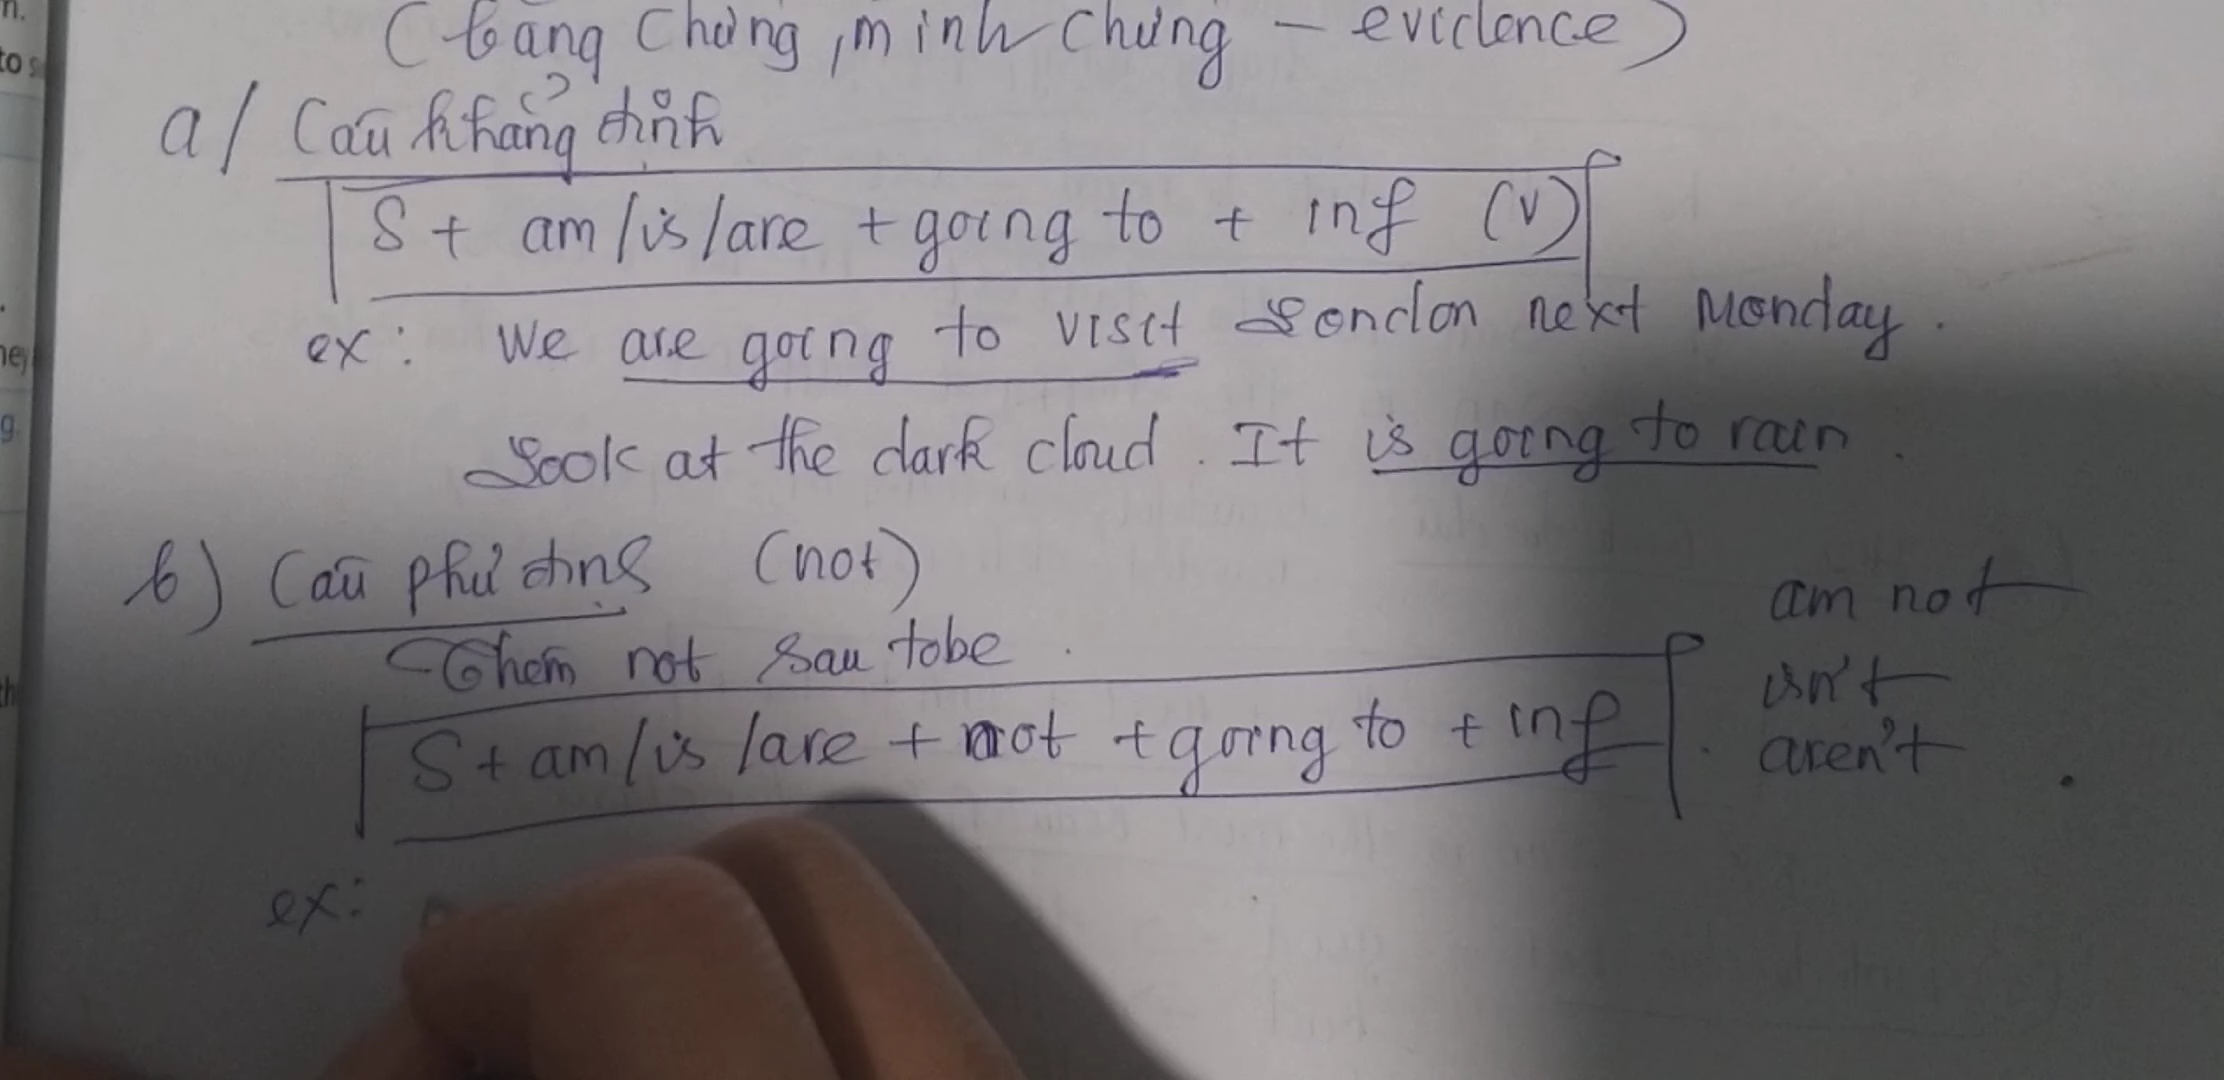 (bằng chứng, minh chứng – evidence)
a/ Câu khẳng định
S + am/is/are + going to + inf (V)
ex: We are going to visit London next Monday.
Look at the dark cloud. It is going to rain.
b) Câu phủ định (not)
Thêm not sau tobe.
S + am/is/are + not + going to + inf.
am not
isn't
aren't.
ex: